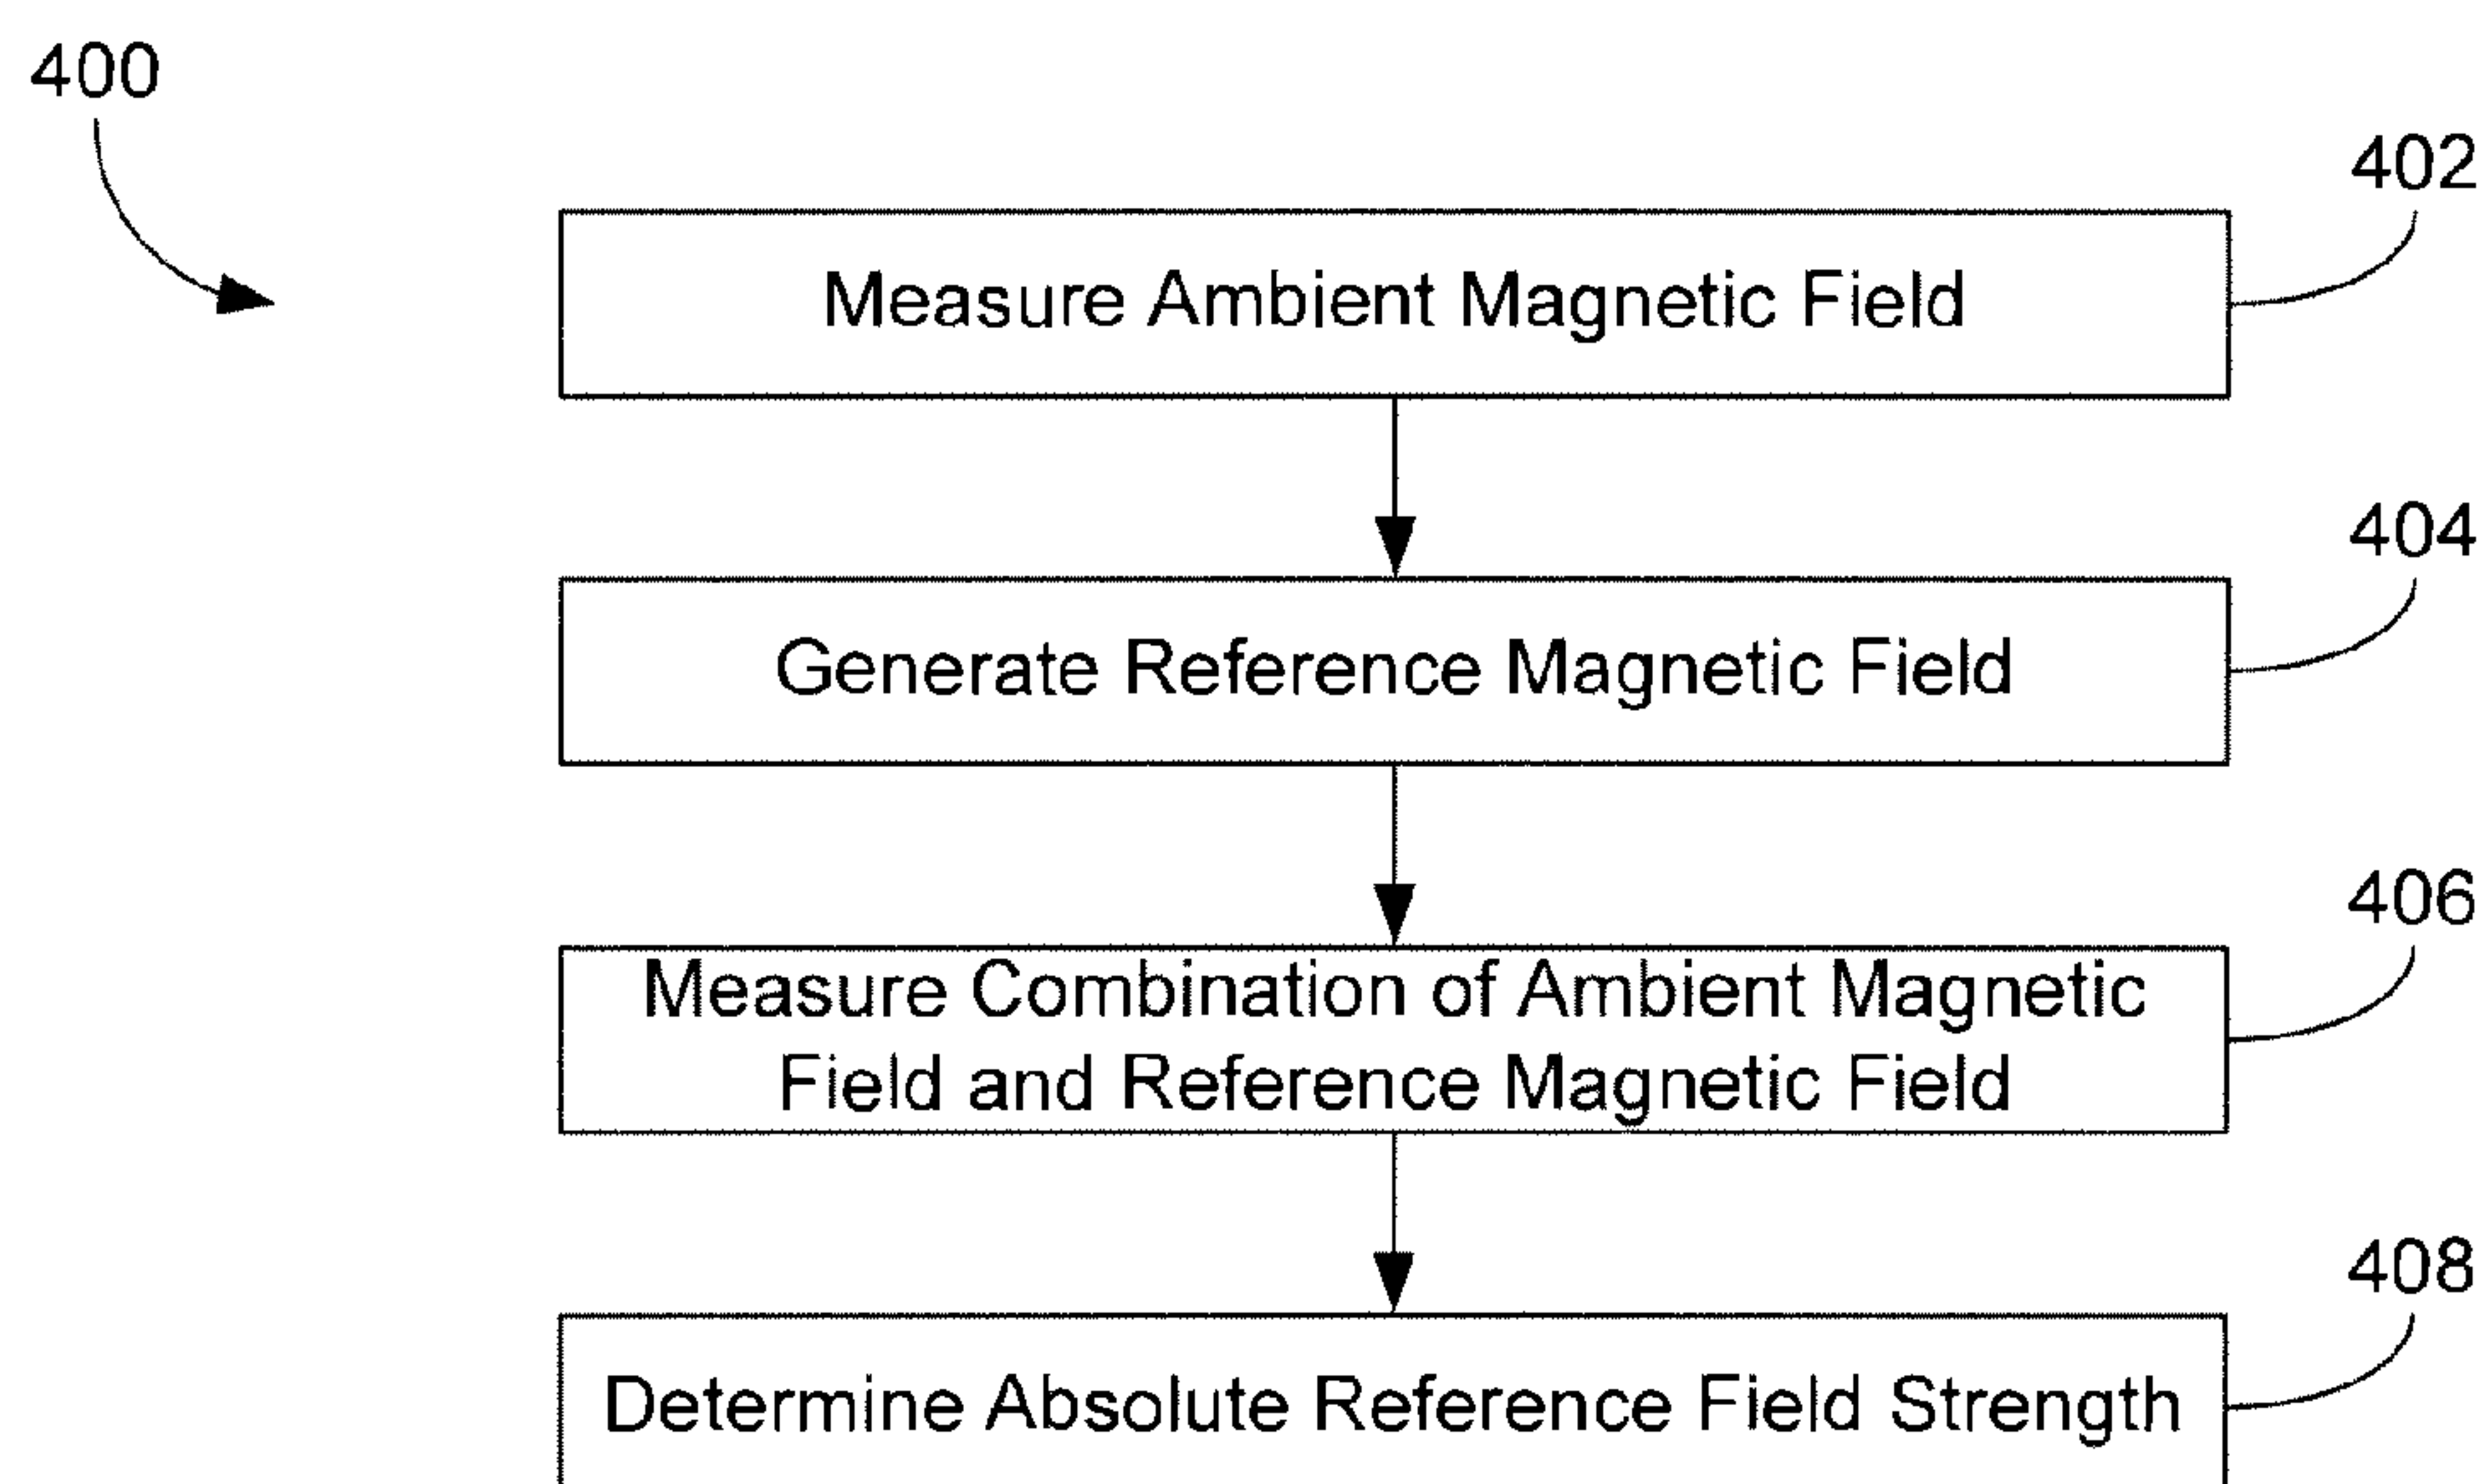 400
402
Measure Ambient Magnetic Field
404
Generate Reference Magnetic Field
406
Measure Combination of Ambient Magnetic
Field and Reference Magnetic Field
408
Determine Absolute Reference Field Strength